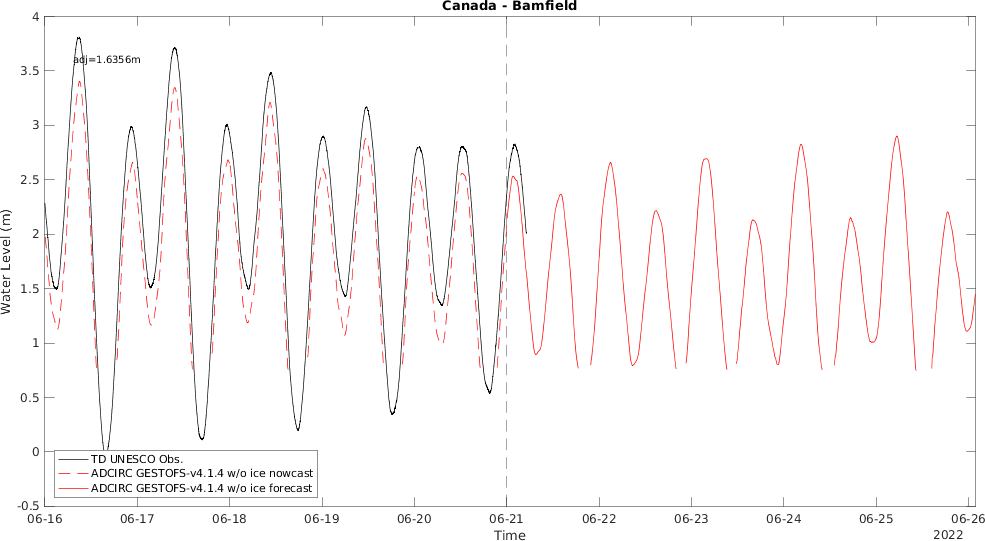 Canada - Bamfield
4
adj=1.6356m
3.5
3
2.5
2
1.5
1
0.5
0
-0.5
Water Level (m)
TD UNESCO Obs.
ADCIRC GESTOFS-v4.1.4 w/o ice nowcast
ADCIRC GESTOFS-v4.1.4 w/o ice forecast
06-16 06-17 06-18 06-19 06-20 06-21 06-22 06-23 06-24 06-25 06-26
Time
2022